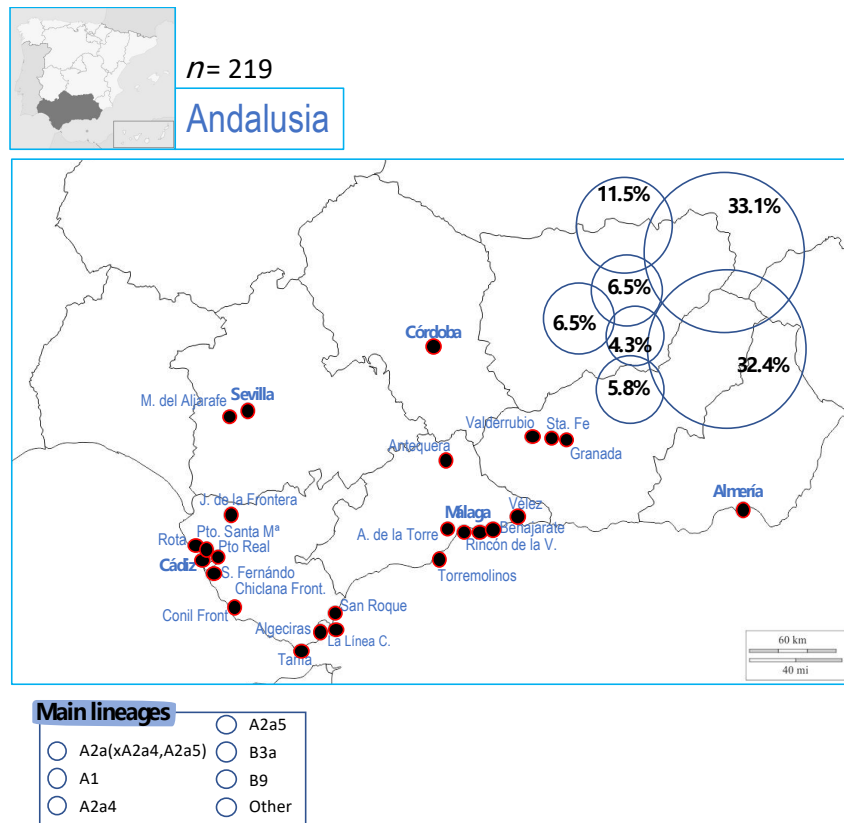 n= 219
Andalusia
11.5%
33.1%
6.5%
6.5%
4.3%
32.4%
5.8%
Córdoba
M. del Aljarafe
Sevilla
Valderrubio
Sta. Fe
Granada
Antequera
Almería
J. de la Frontera
Vélez
Málaga
Benajarate
A. de la Torre
Rincón de la V.
Pto. Santa Mª
Rota
Pto Real
Cádiz
S. Fernándo
Torremolinos
Chiclana Front.
Conil Front
San Roque
Algeciras
La Línea C.
Tarifa
60 km
40 mi
Main lineages
A2a(xA2a4,A2a5)
A1
A2a4
A2a5
B3a
B9
Other